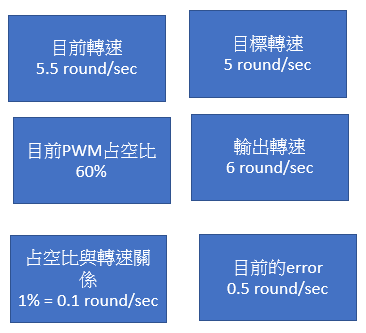 目前轉速
5.5 round/sec
目標轉速
5 round/sec
目前PWM占空比
60%
輸出轉速
6 round/sec
占空比與轉速關
係
1% = 0.1 round/sec
目前的error
0.5 round/sec